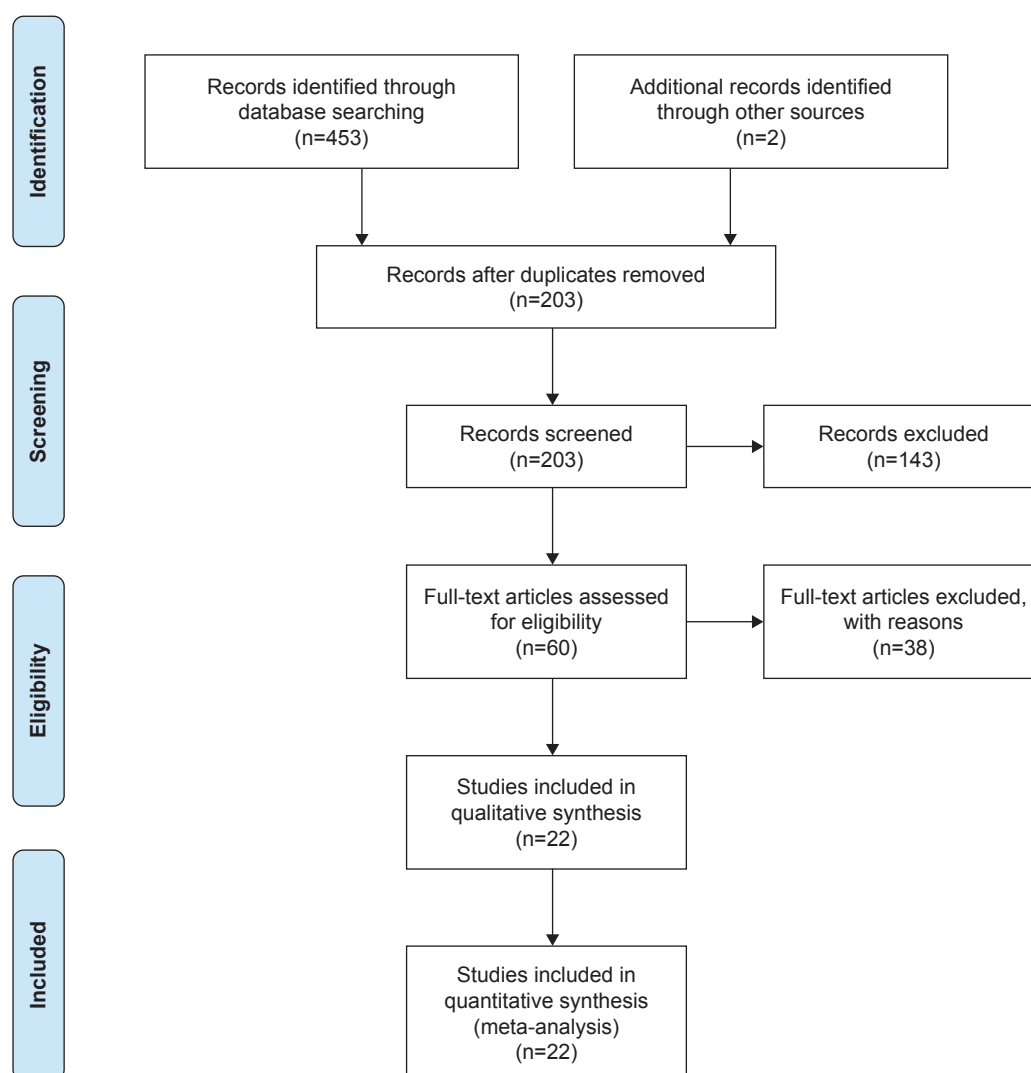 Identification
Records identified through
database searching
(n=453)
Additional records identified
through other sources
(n=2)
Records after duplicates removed
(n=203)
Screening
Records screened
(n=203)
Records excluded
(n=143)
Eligibility
Full-text articles assessed
for eligibility
(n=60)
Full-text articles excluded,
with reasons
(n=38)
Studies included in
qualitative synthesis
(n=22)
Included
Studies included in
quantitative synthesis
(meta-analysis)
(n=22)